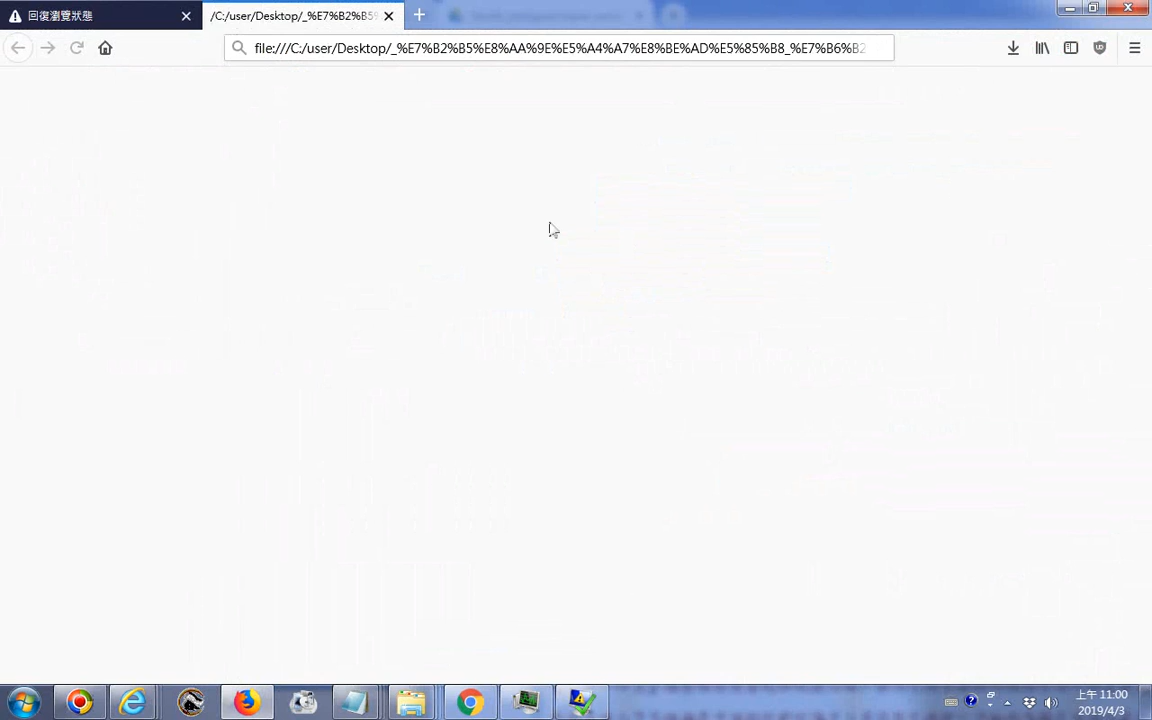 回復瀏覽狀態
/C:/user/Desktop/_%E7%B2%B5
file:///C:/user/Desktop/_%E7%B2%B5%E8%AA%9E%E5%A4%A7%E8%BE%AD%E5%85%B8_%E7%B6%B2
上午 11:00
2019/4/3